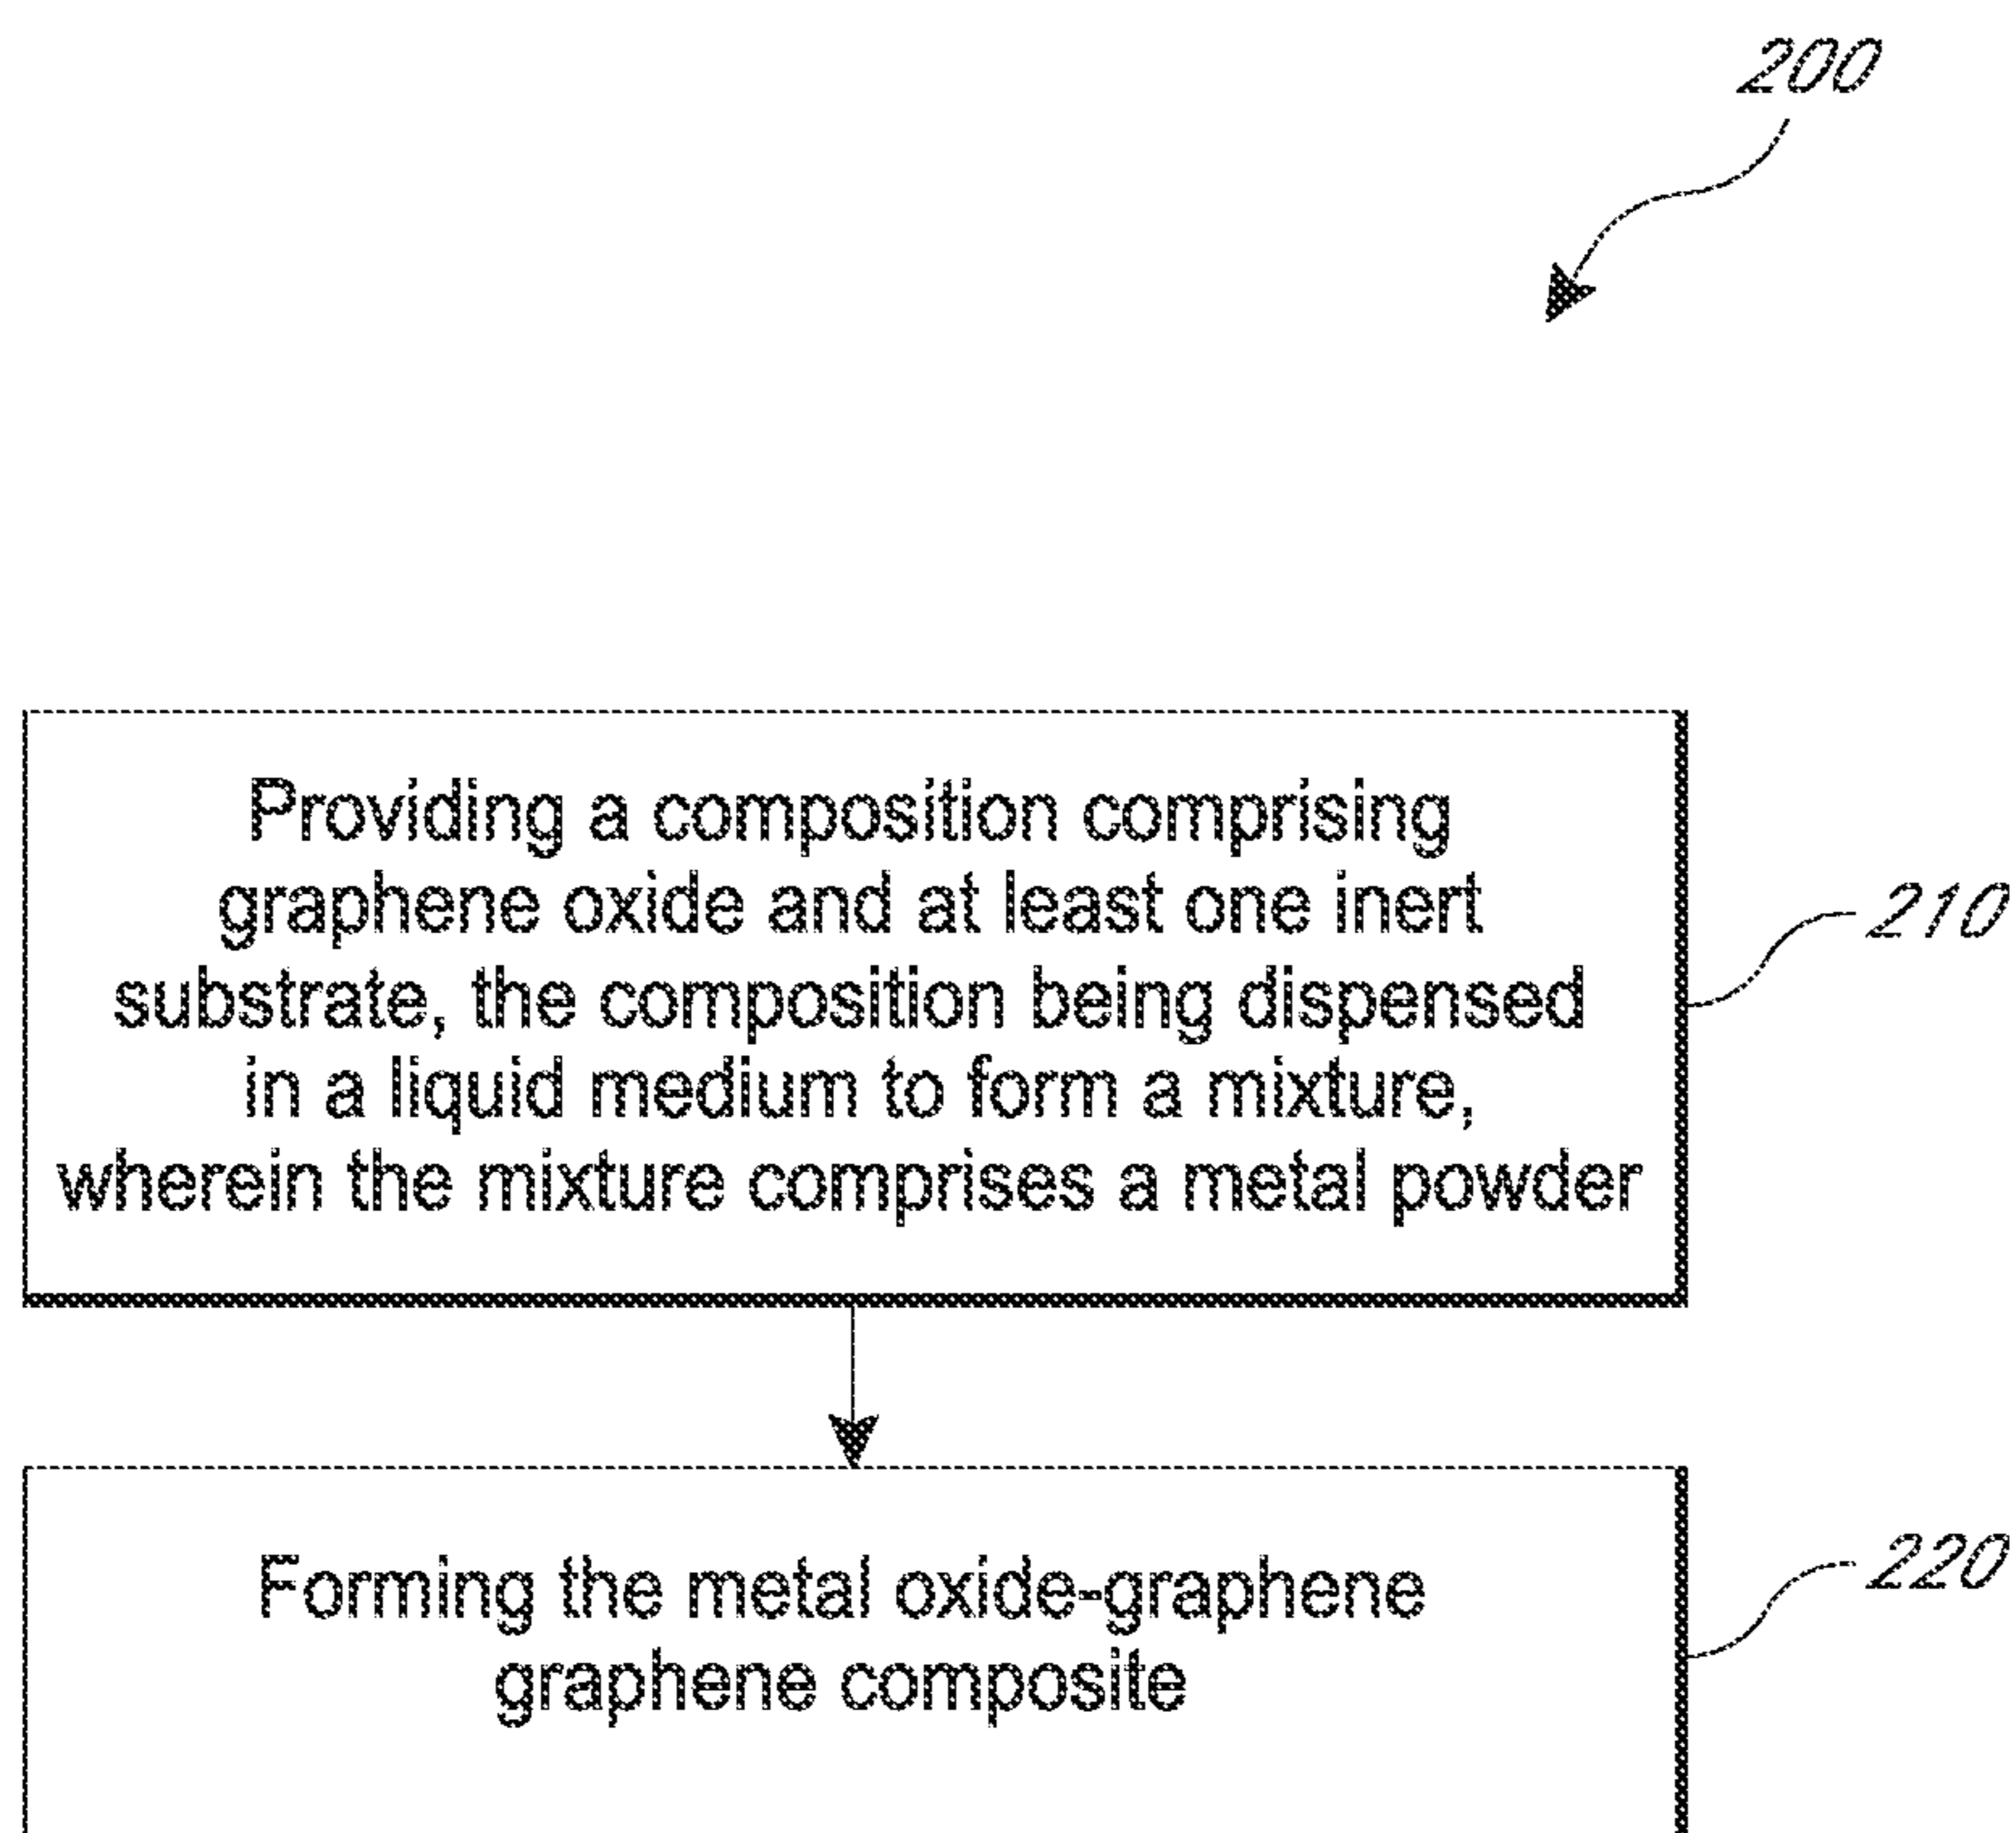 200
Providing a composition comprising
graphene oxide and at least one inert
substrate, the composition being dispensed
in a liquid medium to form a mixture,
wherein the mixture comprises a metal powder
210
Forming the metal oxide-graphene
graphene composite
220